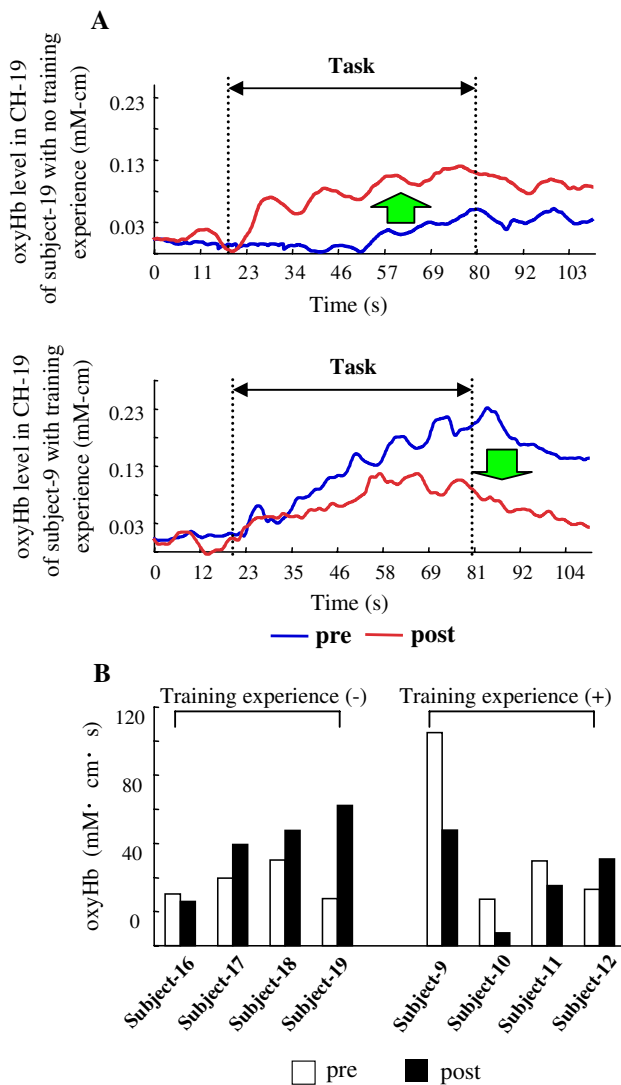 A
oxyHb level in CH-19
of subject-19 with no training
experience (mM-cm)
Task
0.23
0.13
0.03
0 11 23 34 46 57 69 80 92 103
Time (s)
oxyHb level in CH-19
of subject-9 with training
experience (mM-cm)
Task
0.23
0.13
0.03
0 12 23 35 46 58 69 81 92 104
Time (s)
pre post
B
Training experience (-) Training experience (+)
oxyHb (mM· cm· s)
120
80
40
0
Subject-16 Subject-17 Subject-18 Subject-19 Subject-9 Subject-10 Subject-11 Subject-12
pre post